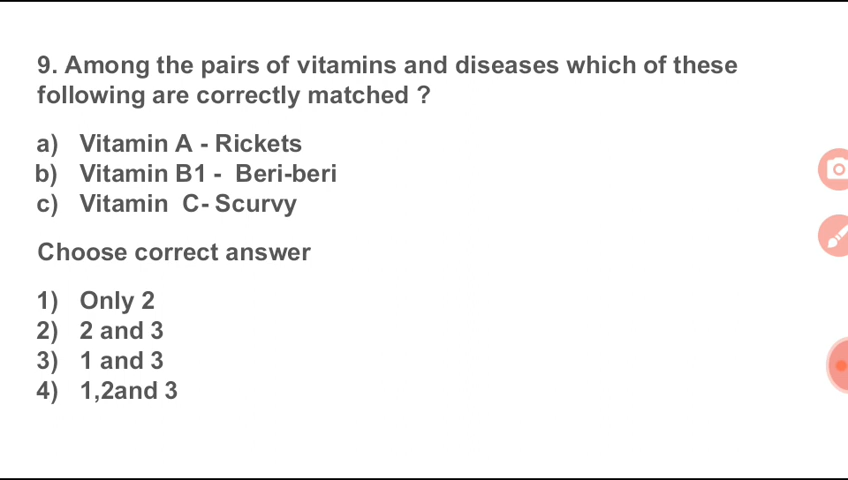 9. Among the pairs of vitamins and diseases which of these
following are correctly matched ?
a) Vitamin A - Rickets
b) Vitamin B1 - Beri-beri
c) Vitamin C- Scurvy
Choose correct answer
1) Only 2
2) 2 and 3
3) 1 and 3
4) 1,2and 3